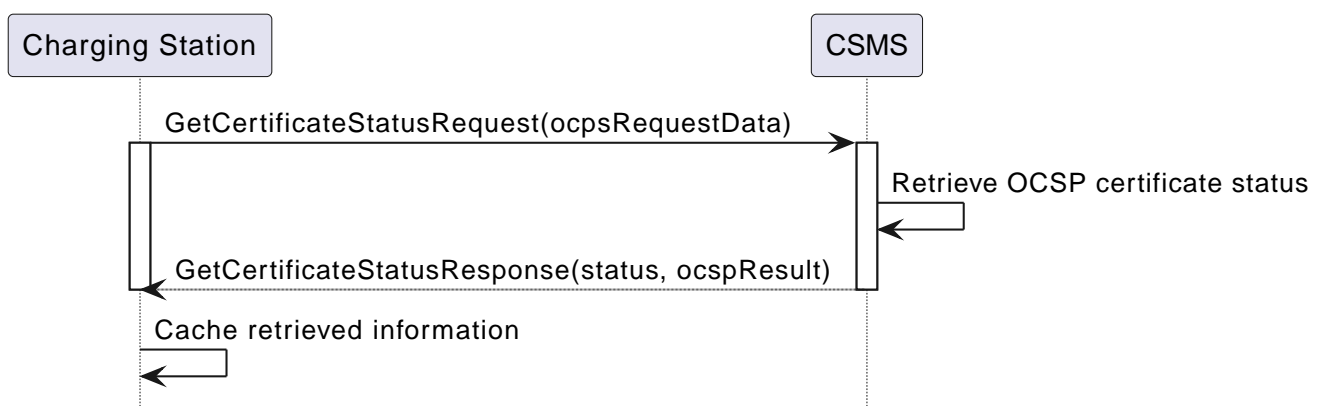 Charging Station
CSMS
GetCertificateStatusRequest(ocpsRequestData)
Retrieve OCSP certificate status
GetCertificateStatusResponse(status, ocspResult)
Cache retrieved information